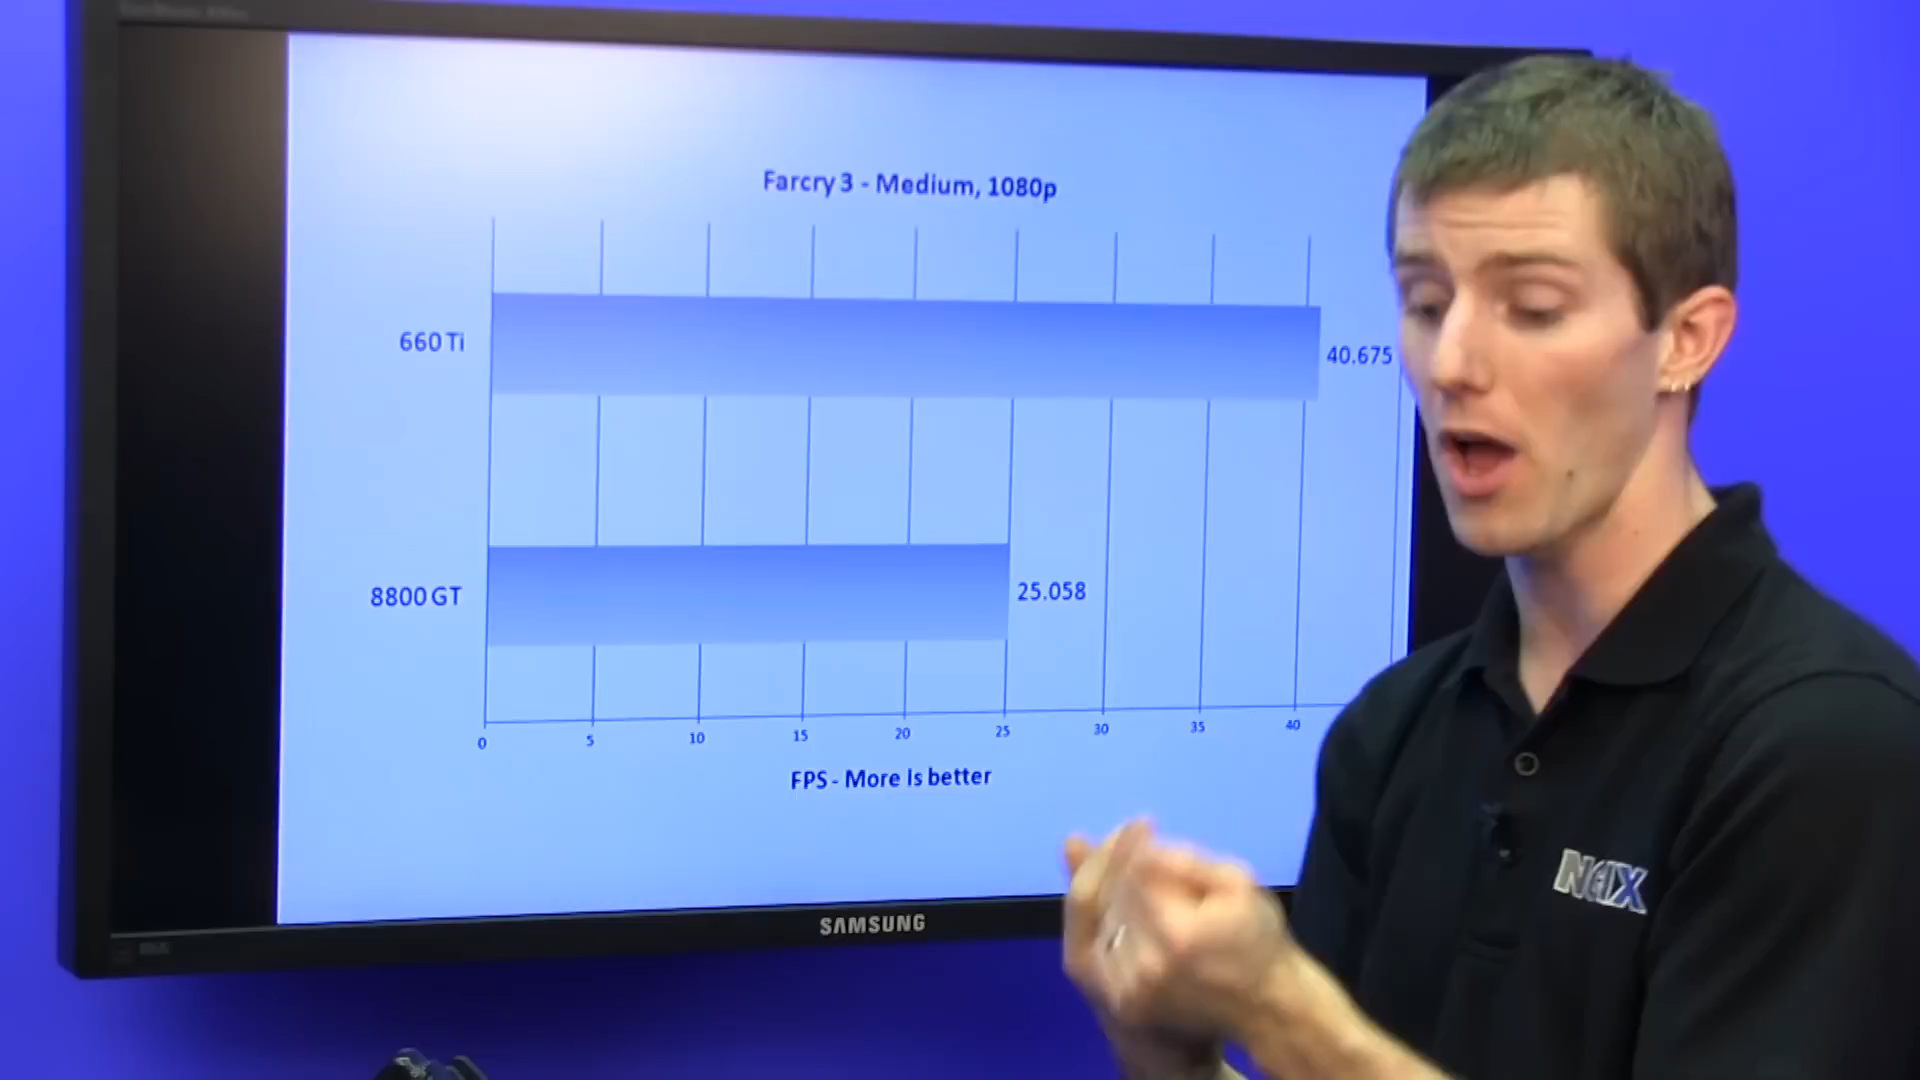 Farcry 3 - Medium, 1080p
660 Ti
40.675
8800 GT
25.058
0 5 10 15 20 25 30 35 40
FPS - More is better
SAMSUNG
NCIX